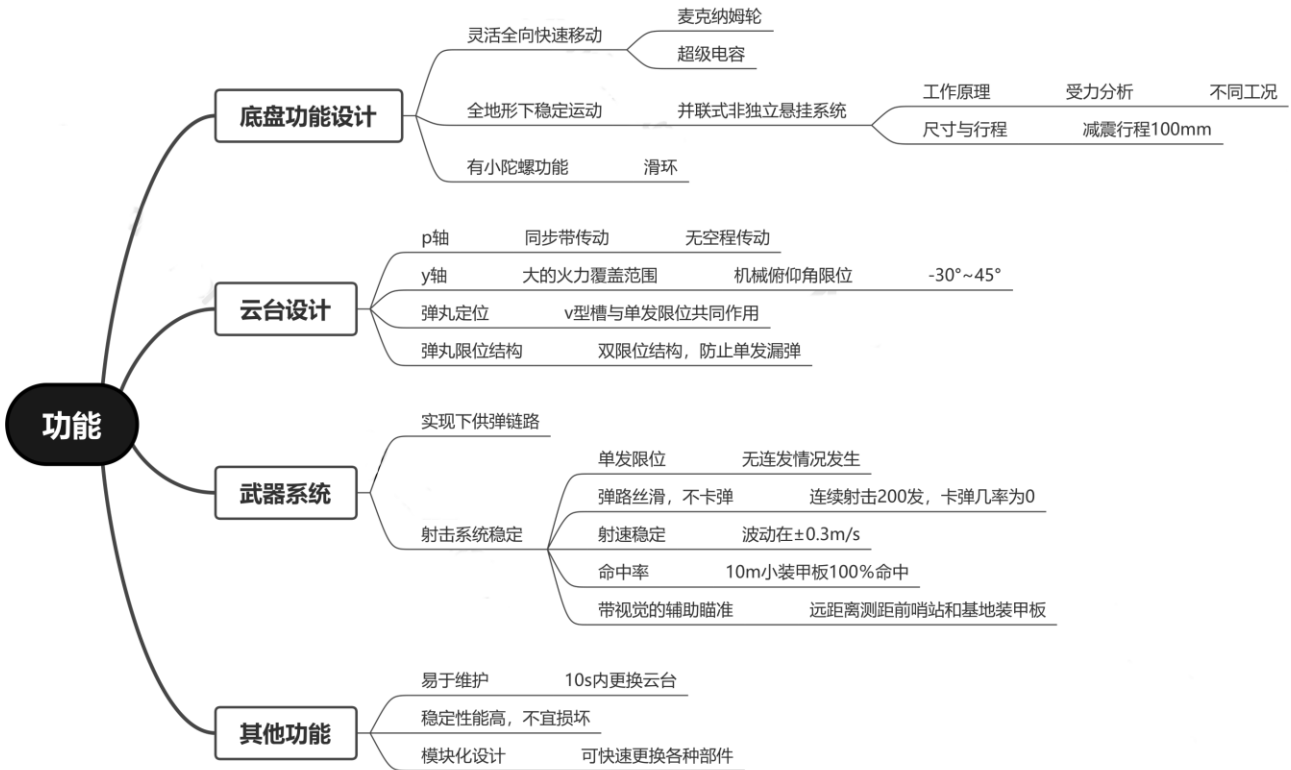 功能
底盘功能设计
灵活全向快速移动
麦克纳姆轮
超级电容
全地形下稳定运动
并联式非独立悬挂系统
工作原理
受力分析
不同工况
尺寸与行程
减震行程100mm
有小陀螺功能
滑环
云台设计
p轴
同步带传动
无空程传动
y轴
大的火力覆盖范围
机械俯仰角限位
-30°~45°
弹丸定位
v型槽与单发限位共同作用
弹丸限位结构
双限位结构，防止单发漏弹
武器系统
实现下供弹链路
射击系统稳定
单发限位
无连发情况发生
弹路丝滑，不卡弹
连续射击200发，卡弹几率为0
射速稳定
波动在±0.3m/s
命中率
10m小装甲板100%命中
带视觉的辅助瞄准
远距离测距前哨站和基地装甲板
其他功能
易于维护
10s内更换云台
稳定性能高，不宜损坏
模块化设计
可快速更换各种部件